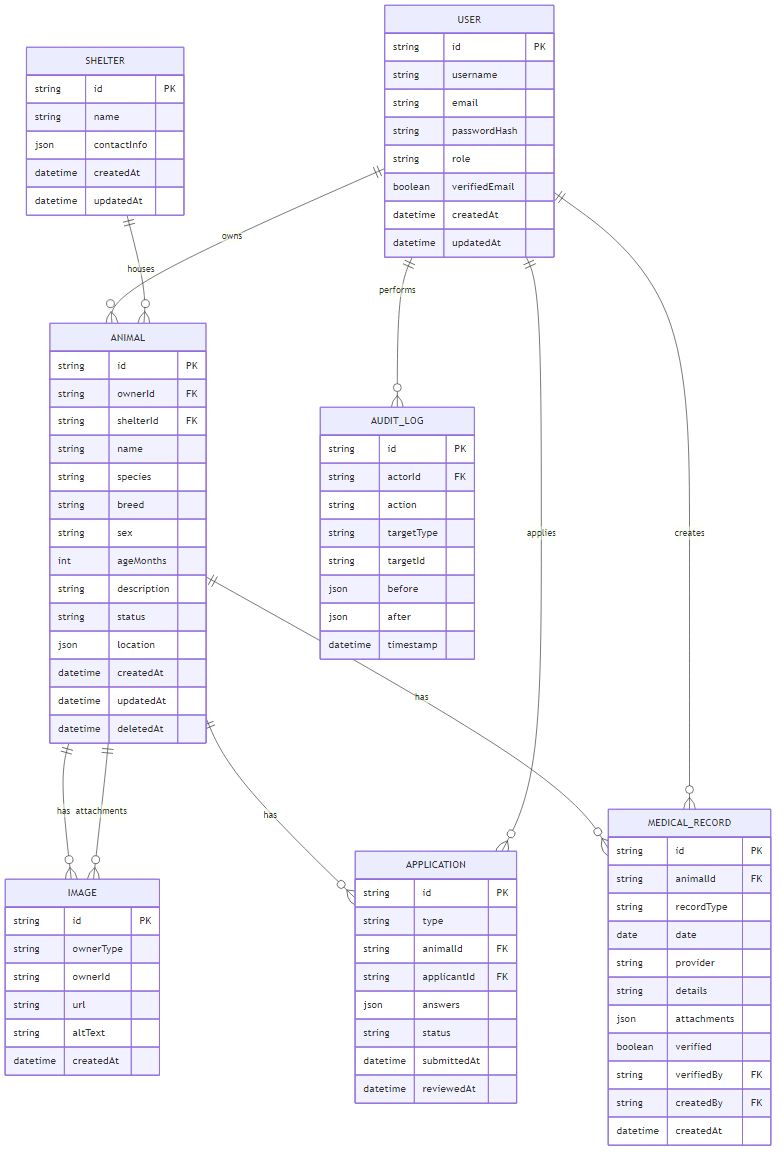 USER
string id PK
string username
string email
string passwordHash
string role
boolean verifiedEmail
datetime createdAt
datetime updatedAt
SHELTER
string id PK
string name
json contactInfo
datetime createdAt
datetime updatedAt
owns
houses
performs
applies
creates
ANIMAL
string id PK
string ownerId FK
string shelterId FK
string name
string species
string breed
string sex
int ageMonths
string description
string status
json location
datetime createdAt
datetime updatedAt
datetime deletedAt
AUDIT_LOG
string id PK
string actorId FK
string action
string targetType
string targetId
json before
json after
datetime timestamp
has
has
has attachments
IMAGE
string id PK
string ownerType
string ownerId
string url
string altText
datetime createdAt
APPLICATION
string id PK
string type
string animalId FK
string applicantId FK
json answers
string status
datetime submittedAt
datetime reviewedAt
MEDICAL_RECORD
string id PK
string animalId FK
string recordType
date date
string provider
string details
json attachments
boolean verified
string verifiedBy FK
string createdBy FK
datetime createdAt